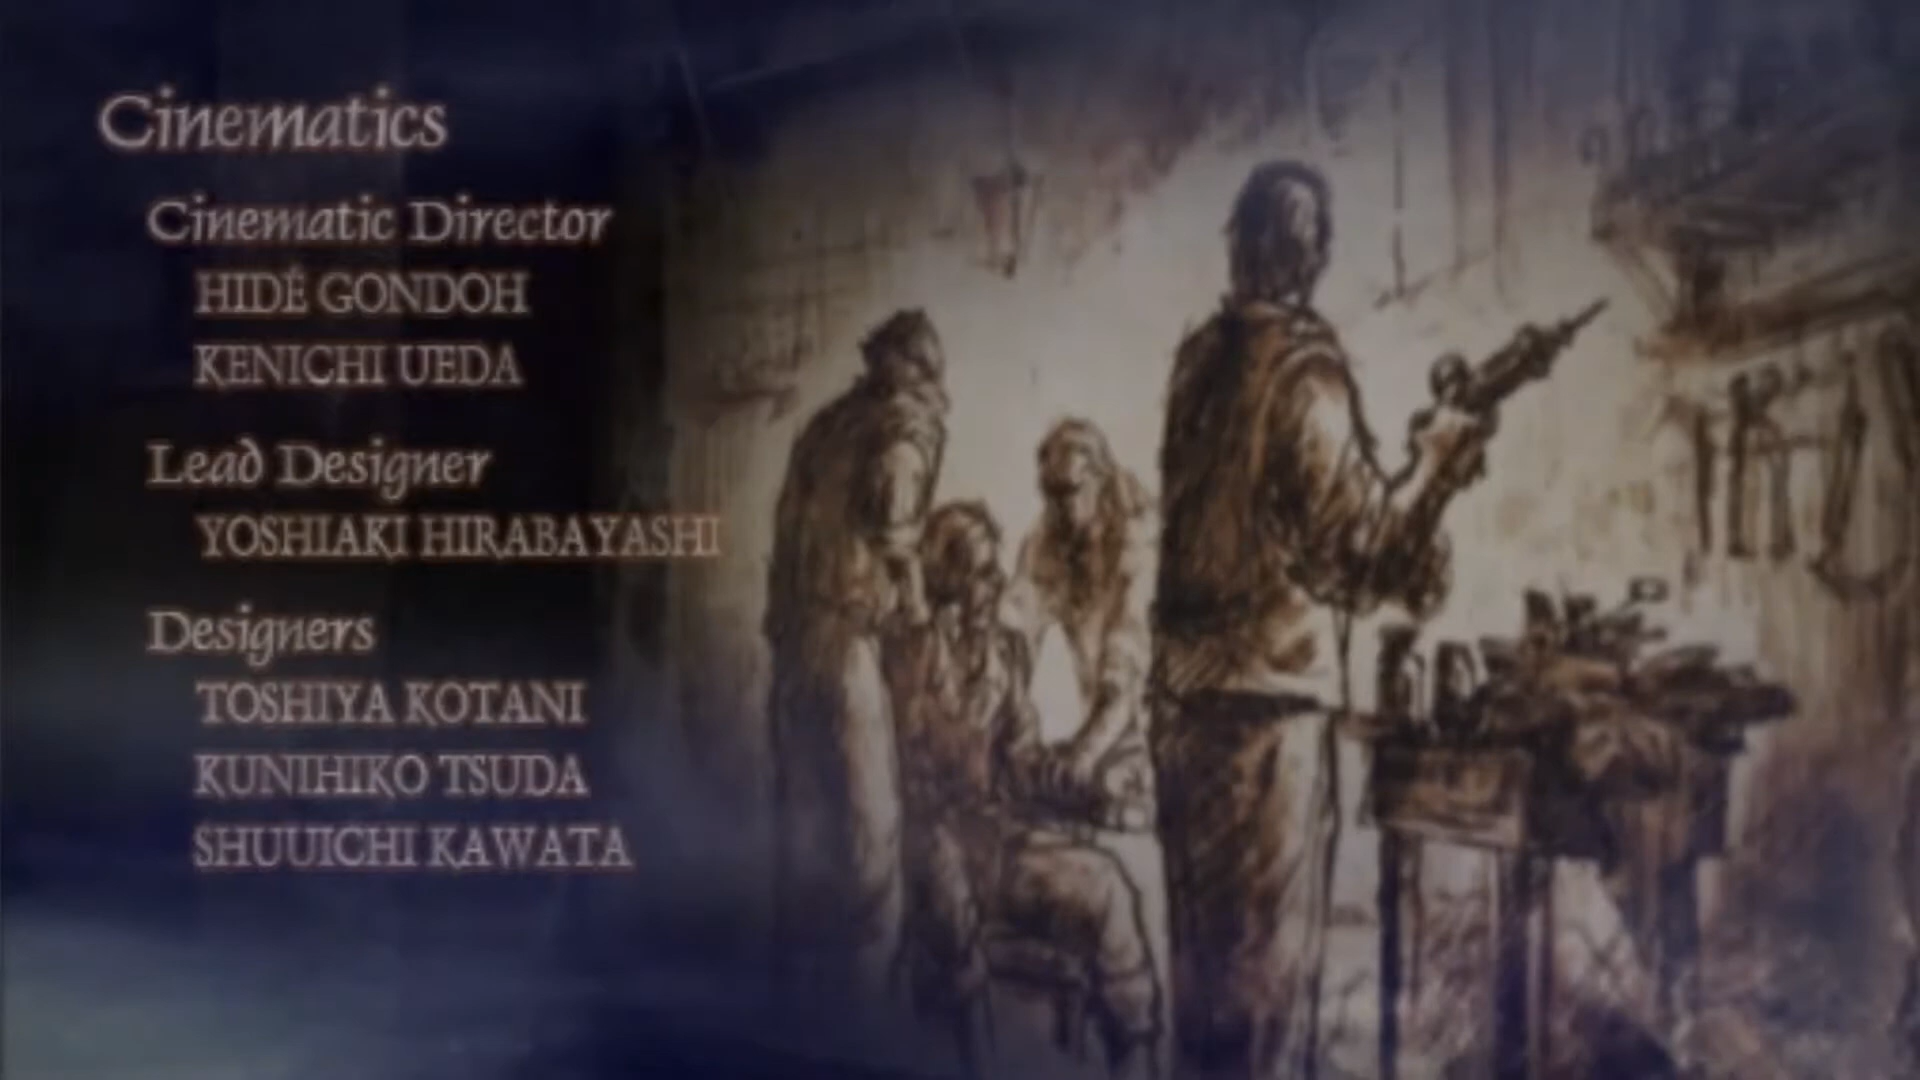 Cinematics
Cinematic Director
HIDÉ GONDOH
KENICHI UEDA
Lead Designer
YOSHIAKI HIRABAYASHI
Designers
TOSHIYA KOTANI
KUNIHIKO TSUDA
SHUUICHI KAWATA